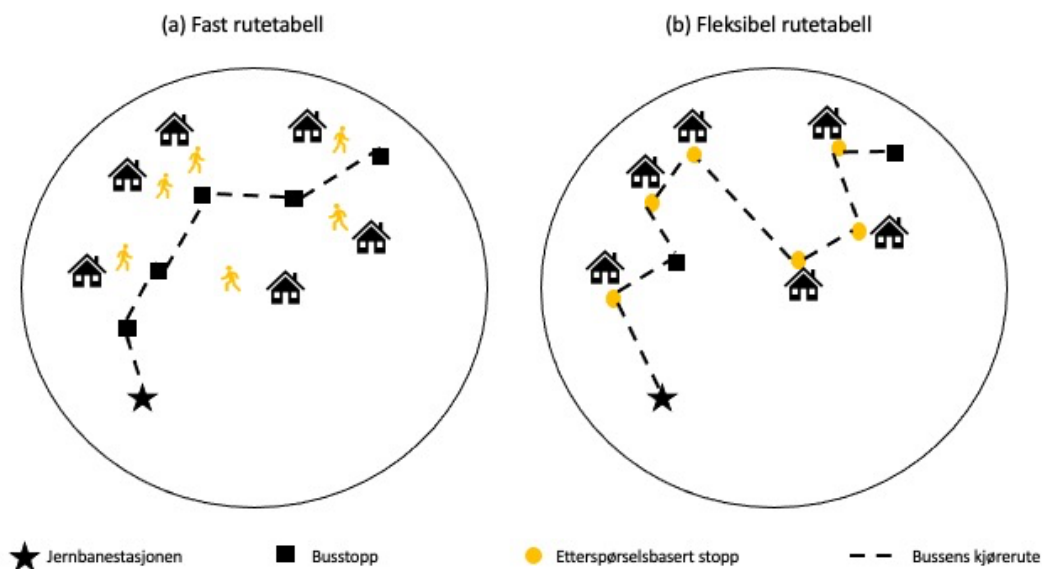 (a) Fast rutetabell
(b) Fleksibel rutetabell
Jernbanestasjonen
Busstopp
Etterspørselsbasert stopp
Bussens kjørerute